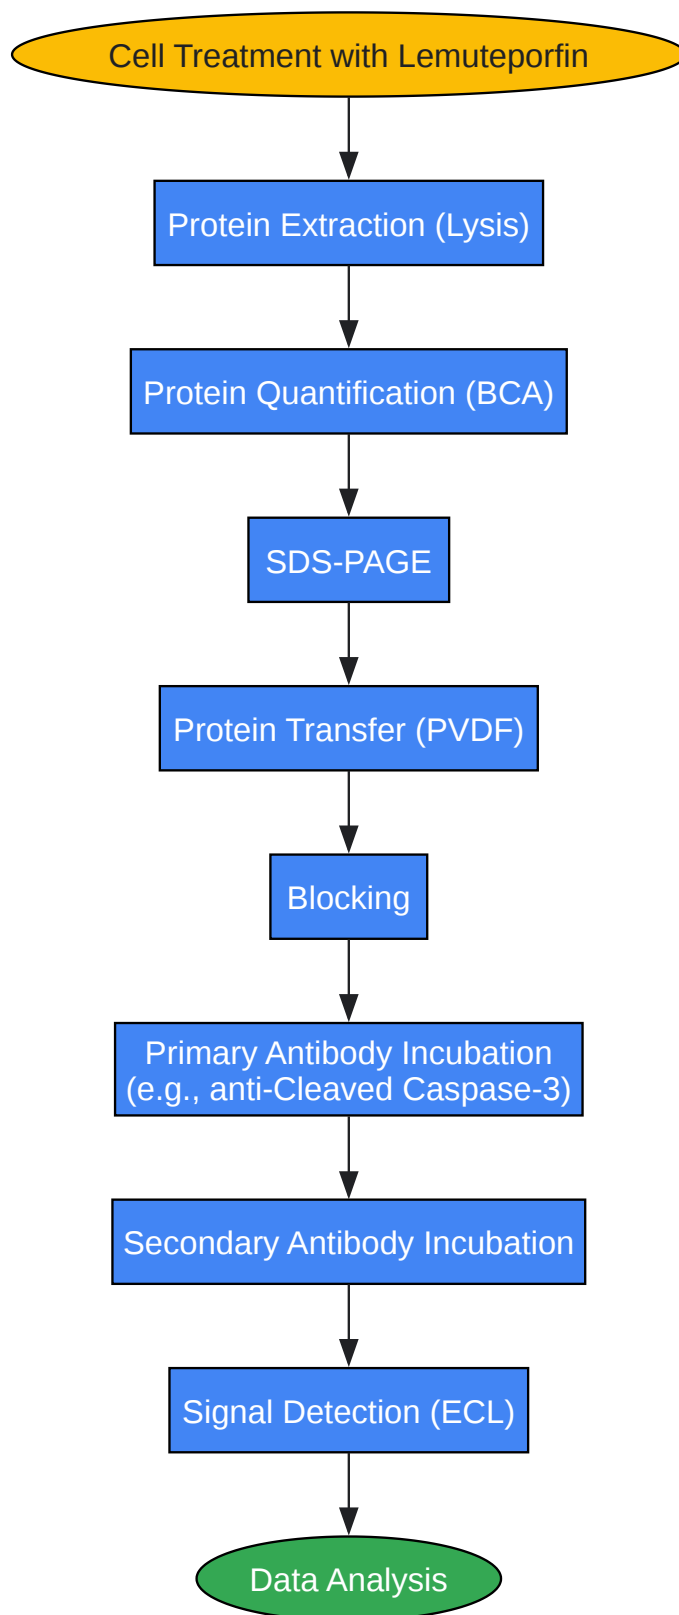 Cell Treatment with Lemuteporfin
Protein Extraction (Lysis)
Protein Quantification (BCA)
SDS-PAGE
Protein Transfer (PVDF)
Blocking
Primary Antibody Incubation
(e.g., anti-Cleaved Caspase-3)
Secondary Antibody Incubation
Signal Detection (ECL)
Data Analysis